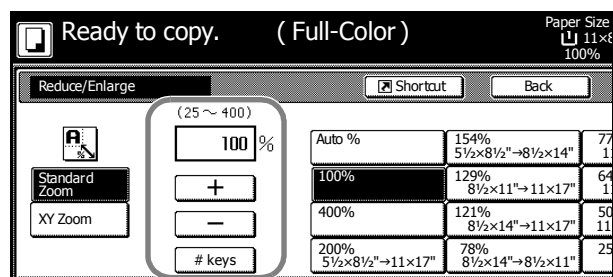 Ready to copy. ( Full-Color )
Paper Size
11×8
100%
Reduce/Enlarge
Shortcut
Back
(25～400)
100 %
Standard
Zoom
XY Zoom
+
−
# keys
Auto %
100%
400%
200%
5½×8½"→11×17"
154%
5½×8½"→8½×14"
129%
8½×11"→11×17"
121%
8½×14"→11×17"
78%
8½×14"→8½×11"
77
11
64
11
50
11
25